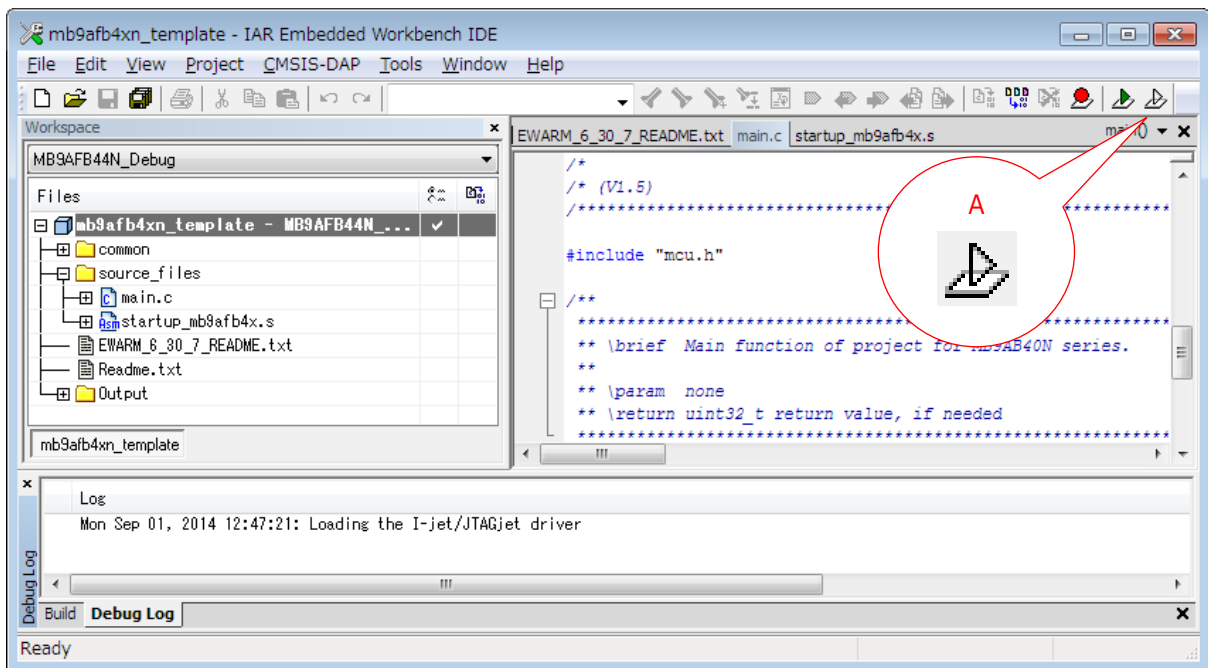 mb9afb4xn_template - IAR Embedded Workbench IDE
File Edit View Project CMSIS-DAP Tools Window Help
Workspace
EWARM_6_30_7_README.txt main.c startup_mb9afb4x.s
MB9AFB44N_Debug
Files
mb9afb4xn_template - MB9AFB44N_...
common
source_files
main.c
Asm startup_mb9afb4x.s
EWARM_6_30_7_README.txt
Readme.txt
Output
mb9afb4xn_template
/*
/* (V1.5)
/************************************
#include "mcu.h"
/**
************************************
** \brief Main function of project for MB9AB40N series.
**
** \param none
** \return uint32_t return value, if needed
************************************
A
Log
Mon Sep 01, 2014 12:47:21: Loading the I-jet/JTAGjet driver
Debug Log
Build Debug Log
Ready